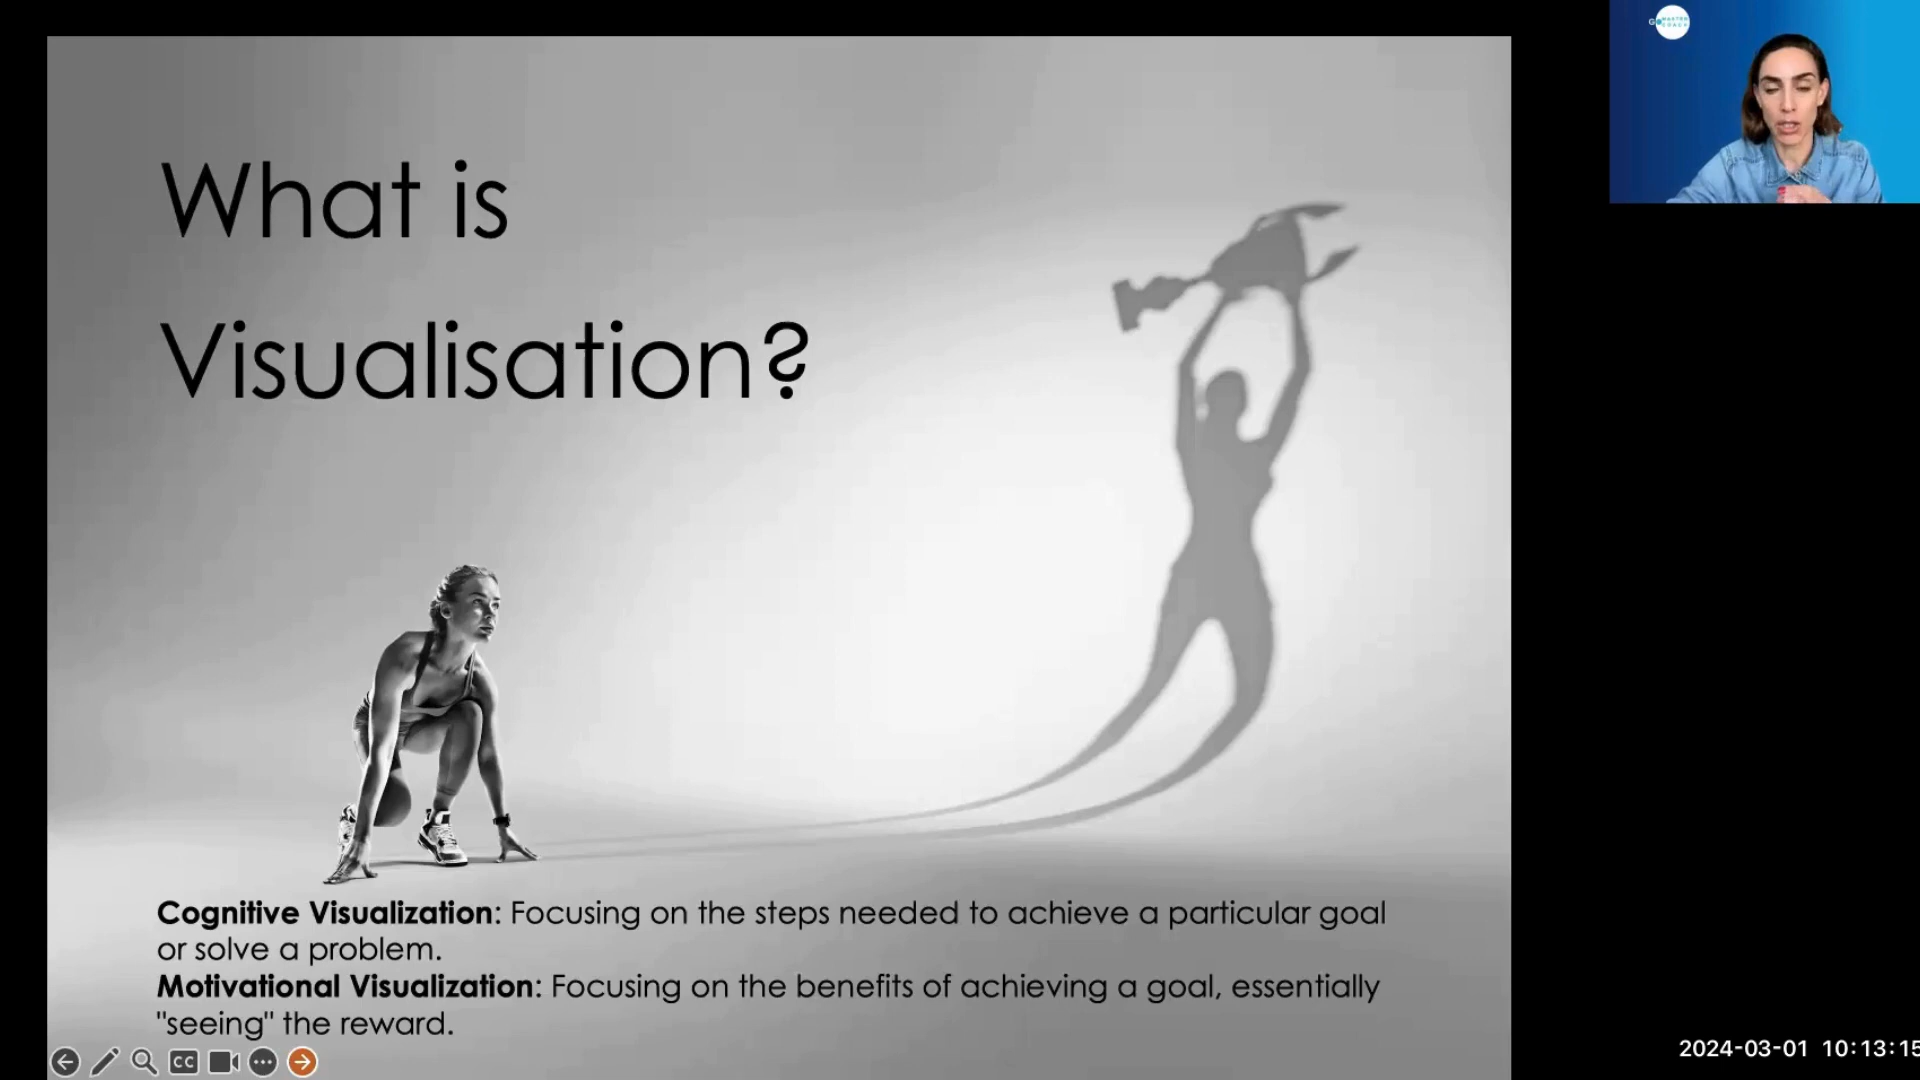 What is
Visualisation?
Cognitive Visualization: Focusing on the steps needed to achieve a particular goal
or solve a problem.
Motivational Visualization: Focusing on the benefits of achieving a goal, essentially
"seeing" the reward.
CC
2024-03-01 10:13:15